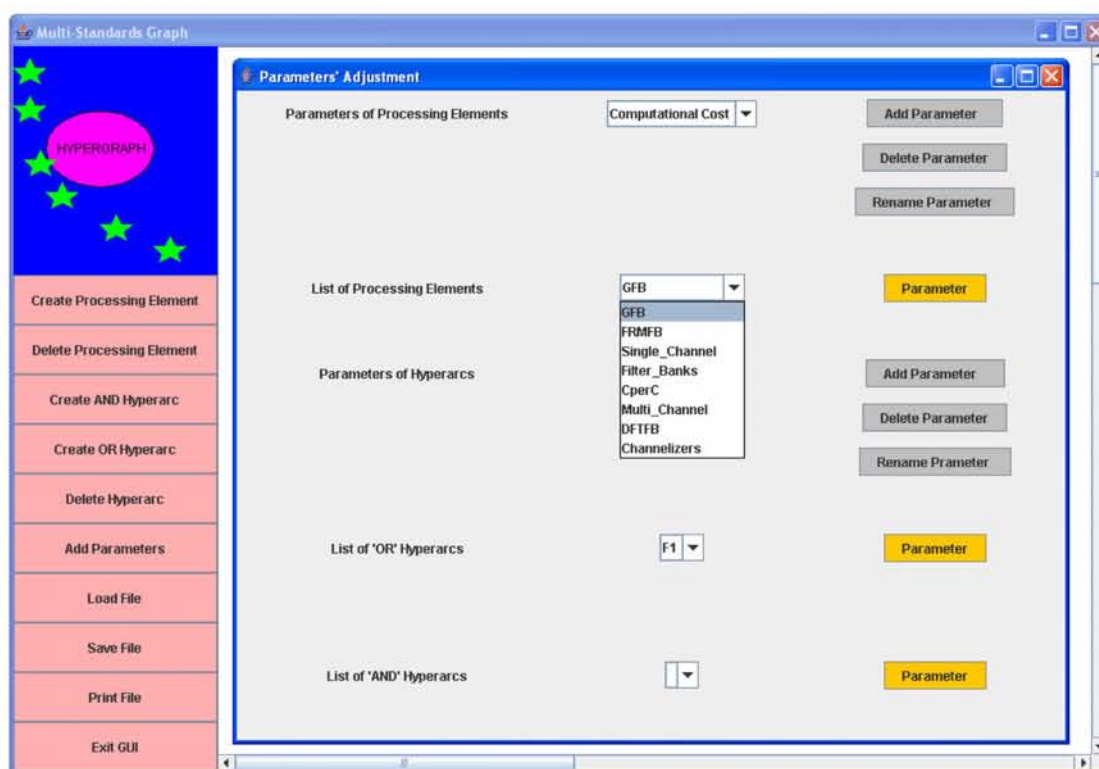 Multi-Standards Graph
HYPERGRAPH
Create Processing Element
Delete Processing Element
Create AND Hyperarc
Create OR Hyperarc
Delete Hyperarc
Add Parameters
Load File
Save File
Print File
Exit GUI
Parameters' Adjustment
Parameters of Processing Elements Computational Cost Add Parameter
Delete Parameter
Rename Parameter
List of Processing Elements GFB Parameter
GFB
FRMFB
Single_Channel
Filter_Banks
CperC
Multi_Channel
DFTFB
Channelizers
Parameters of Hyperarcs Add Parameter
Delete Parameter
Rename Prameter
List of 'OR' Hyperarcs F1 Parameter
List of 'AND' Hyperarcs Parameter